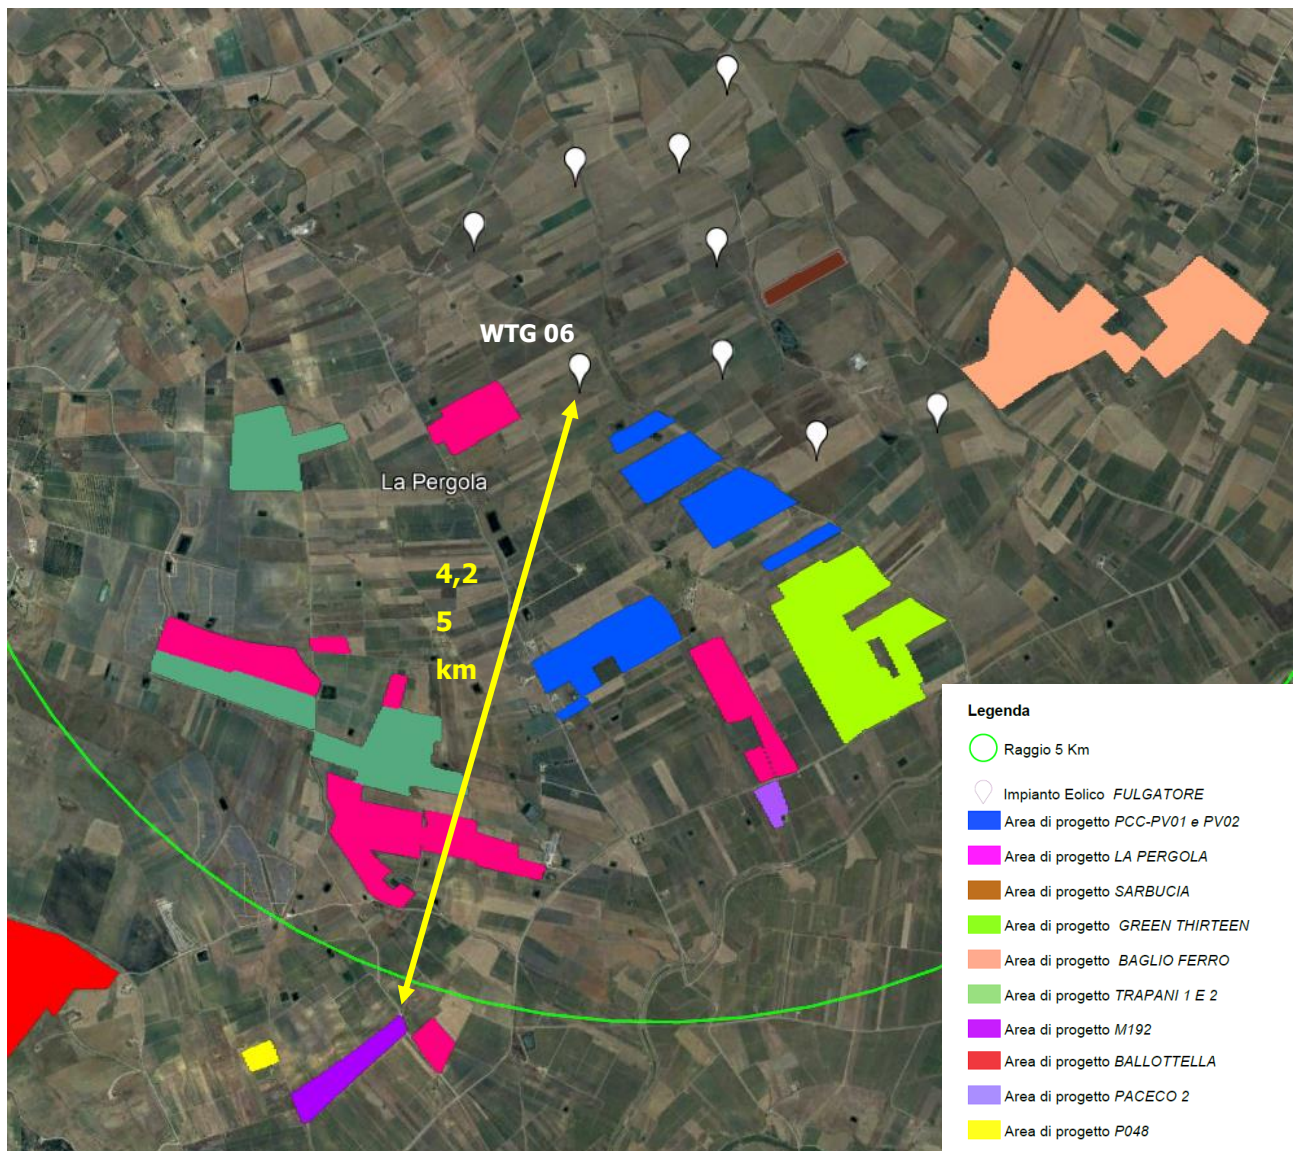 WTG 06
La Pergola
4,2
5
km
Legenda
Raggio 5 Km
Impianto Eolico FULGATORE
Area di progetto PCC-PV01 e PV02
Area di progetto LA PERGOLA
Area di progetto SARBUCIA
Area di progetto GREEN THIRTEEN
Area di progetto BAGLIO FERRO
Area di progetto TRAPANI 1 E 2
Area di progetto M192
Area di progetto BALLOTTELLA
Area di progetto PACECO 2
Area di progetto P048